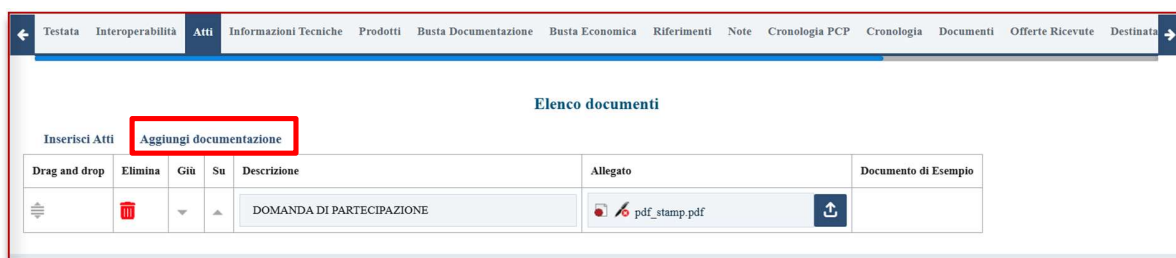 Testata Interoperabilità Atti Informazioni Tecniche Prodotti Busta Documentazione Busta Economica Riferimenti Note Cronologia PCP Cronologia Documenti Offerte Ricevute Destinata
Elenco documenti
Inserisci Atti Aggiungi documentazione
Drag and drop Elimina Giù Su Descrizione Allegato Documento di Esempio
DOMANDA DI PARTECIPAZIONE pdf_stamp.pdf